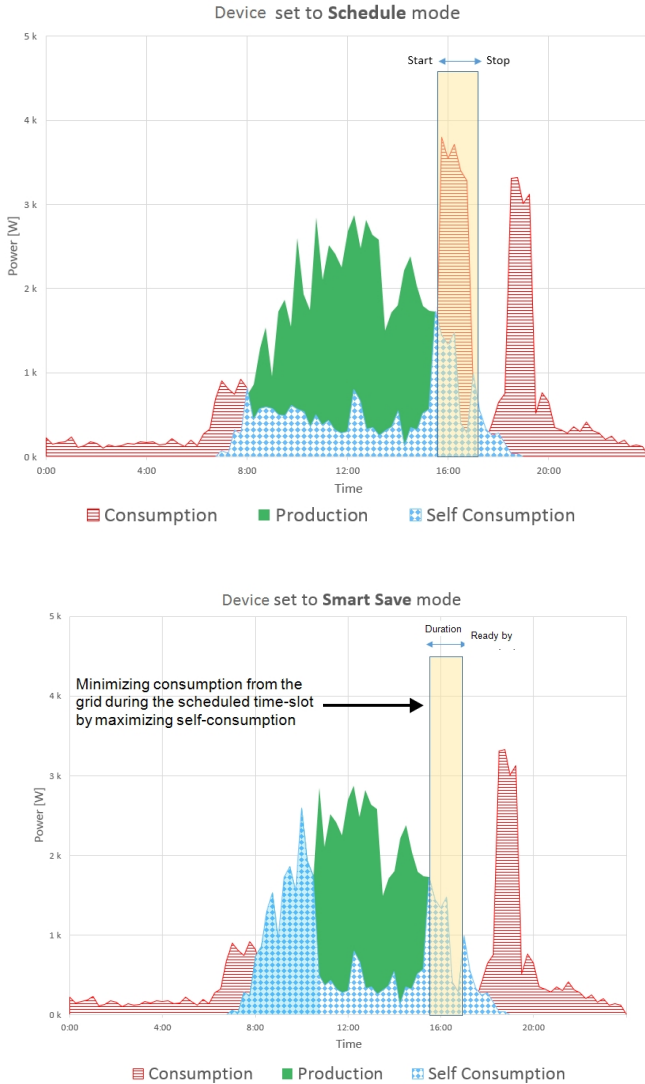 Device set to Schedule mode
5 k
Start
Stop
4 k
3 k
Power [W]
2 k
1 k
0 k
0:00 4:00 8:00 12:00 16:00 20:00
Time
Consumption Production Self Consumption
Device set to Smart Save mode
5 k
Duration
Ready by
Minimizing consumption from the
grid during the scheduled time-slot
by maximizing self-consumption
4 k
3 k
Power [W]
2 k
1 k
0 k
0:00 4:00 8:00 12:00 16:00 20:00
Time
Consumption Production Self Consumption